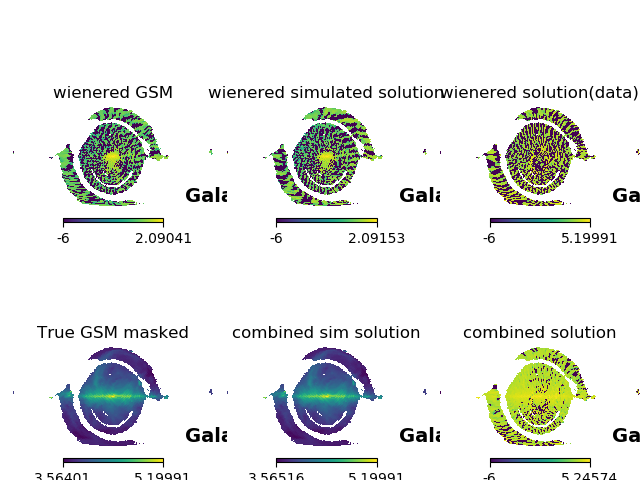 wienered GSM
wienered simulated solution
wienered solution(data)
Gala
Gala
Ga
-6 2.09041
-6 2.09153
-6 5.19991
True GSM masked
combined sim solution
combined solution
Gala
Gala
Ga
3.56401 5.19991
3.56516 5.19991
-6 5.24574